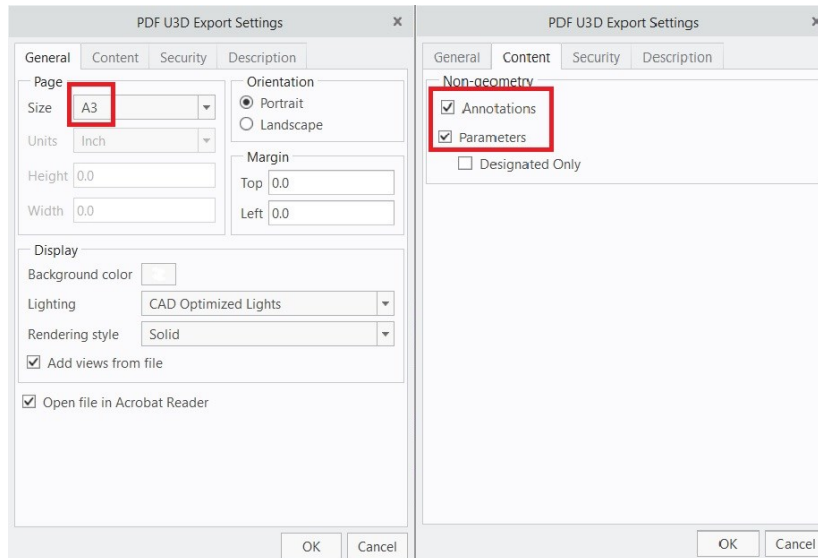 PDF U3D Export Settings x
General Content Security Description
Page
Size A3
Units Inch
Height 0.0
Width 0.0
Orientation
Portrait
Landscape
Margin
Top 0.0
Left 0.0
Display
Background color
Lighting CAD Optimized Lights
Rendering style Solid
Add views from file
Open file in Acrobat Reader
OK Cancel
PDF U3D Export Settings x
General Content Security Description
Non-geometry
Annotations
Parameters
Designated Only
OK Cancel